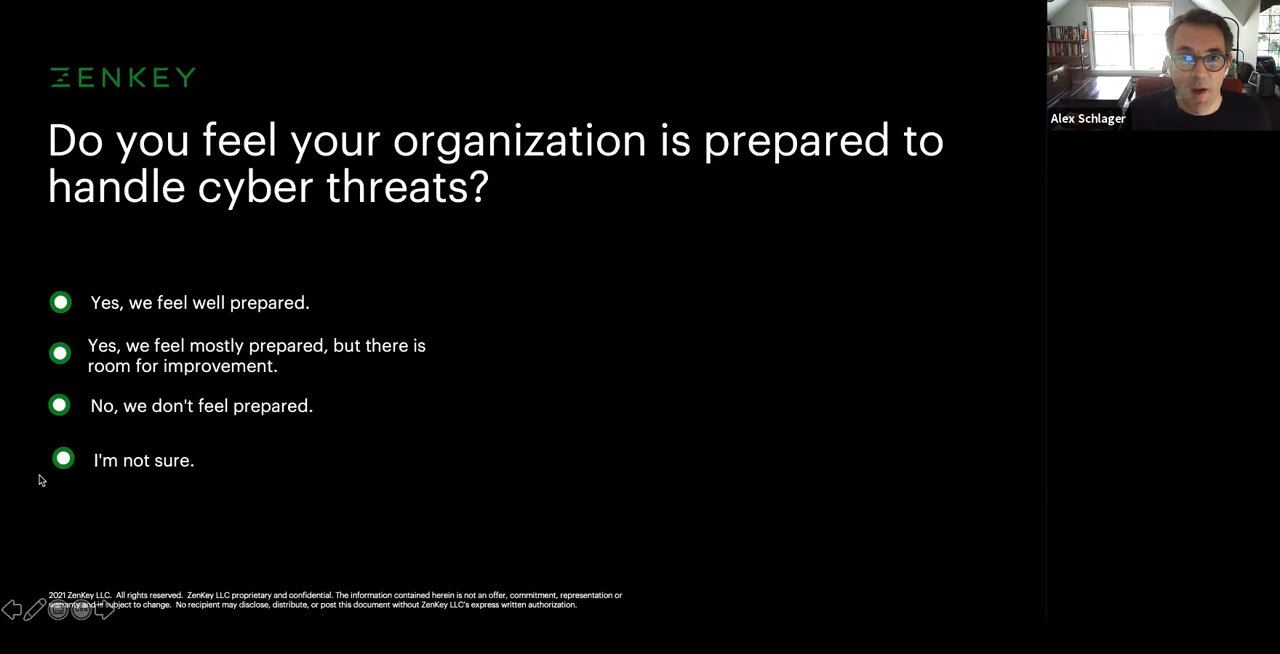 ZENKEY
Do you feel your organization is prepared to
handle cyber threats?
Yes, we feel well prepared.
Yes, we feel mostly prepared, but there is
room for improvement.
No, we don't feel prepared.
I'm not sure.
2021 ZenKey LLC. All rights reserved. ZenKey LLC proprietary and confidential. The information contained herein is not an offer, commitment, representation or
warranty and is subject to change. No recipient may disclose, distribute, or post this document without ZenKey LLC's express written authorization.
Alex Schlager